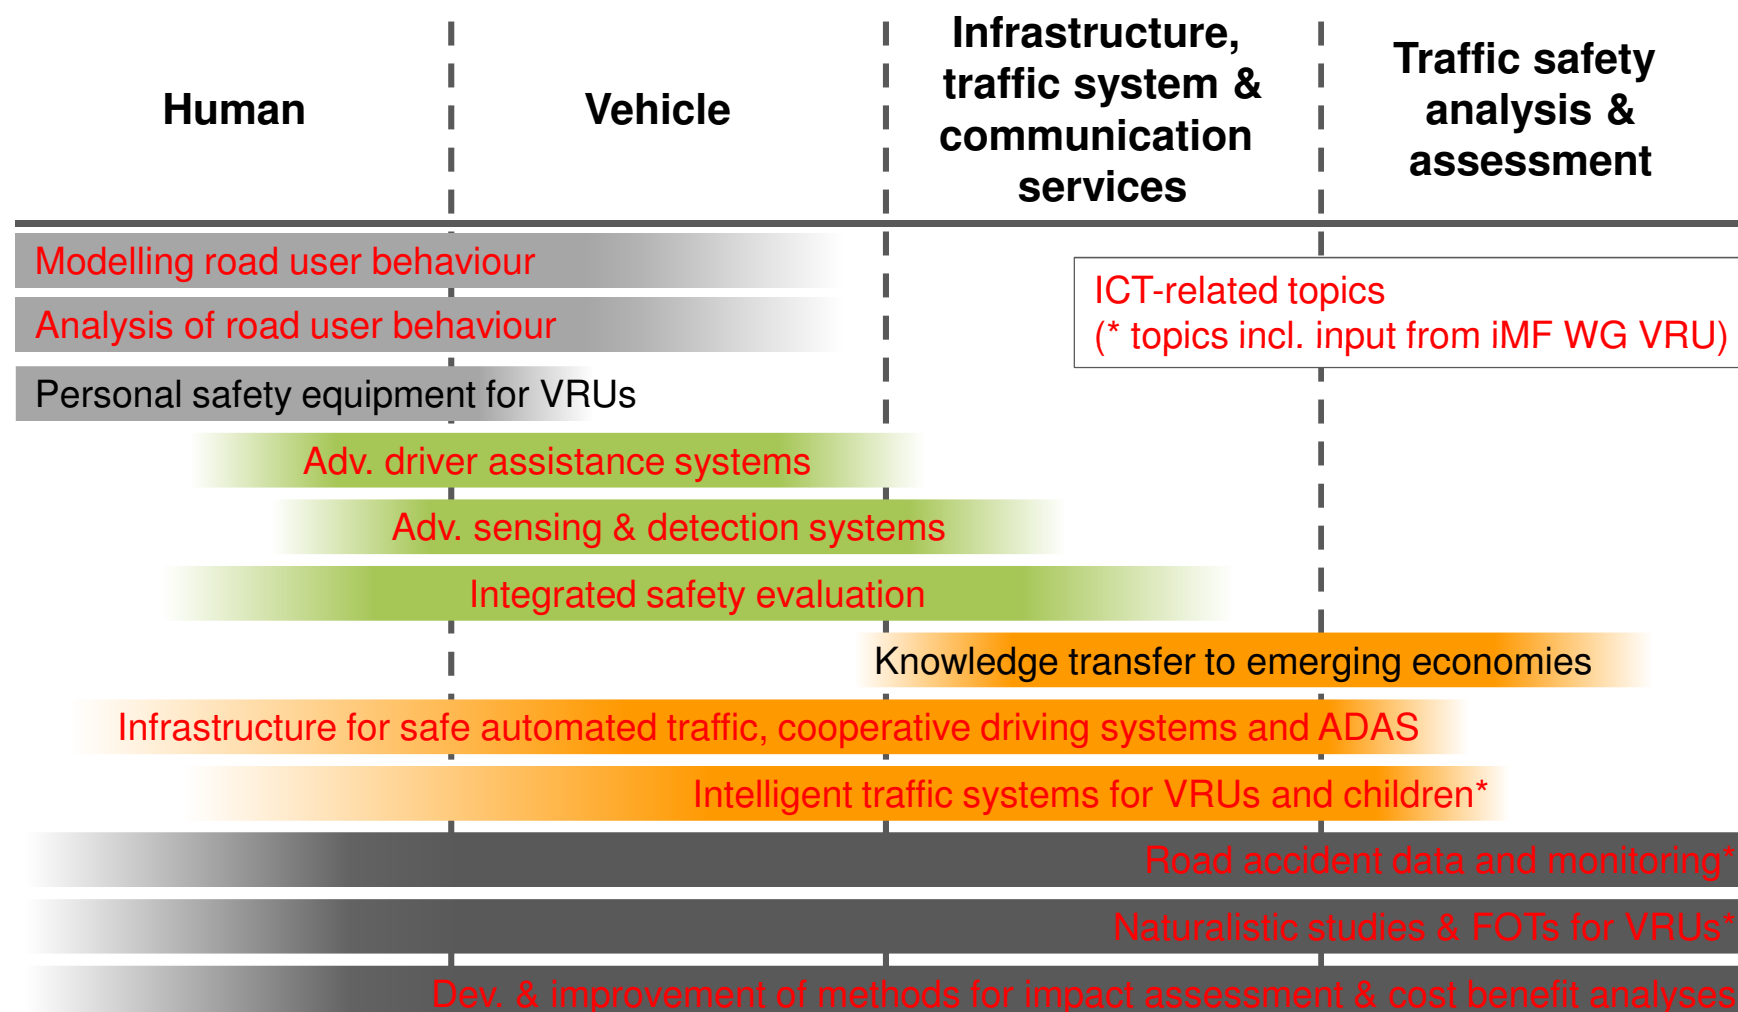 Human
Vehicle
Infrastructure,
traffic system &
communication
services
Traffic safety
analysis &
assessment
Modelling road user behaviour
Analysis of road user behaviour
Personal safety equipment for VRUs
ICT-related topics
(* topics incl. input from iMF WG VRU)
Adv. driver assistance systems
Adv. sensing & detection systems
Integrated safety evaluation
Knowledge transfer to emerging economies
Infrastructure for safe automated traffic, cooperative driving systems and ADAS
Intelligent traffic systems for VRUs and children*
Road accident data and monitoring*
Naturalistic studies & FOTs for VRUs*
Dev. & improvement of methods for impact assessment & cost benefit analyses